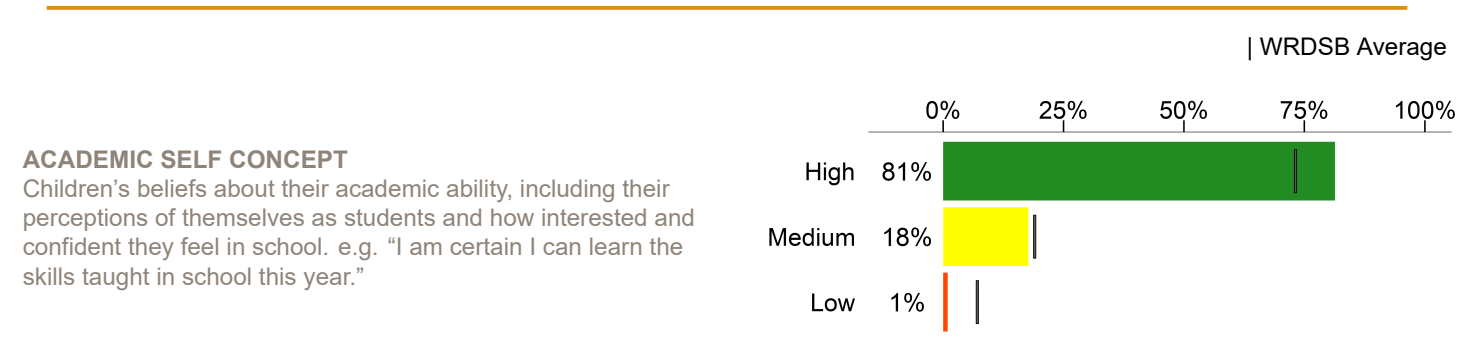 | WRDSB Average
0% 25% 50% 75% 100%
ACADEMIC SELF CONCEPT
Children’s beliefs about their academic ability, including their
perceptions of themselves as students and how interested and
confident they feel in school. e.g. “I am certain I can learn the
skills taught in school this year.”
High 81%
Medium 18%
Low 1%